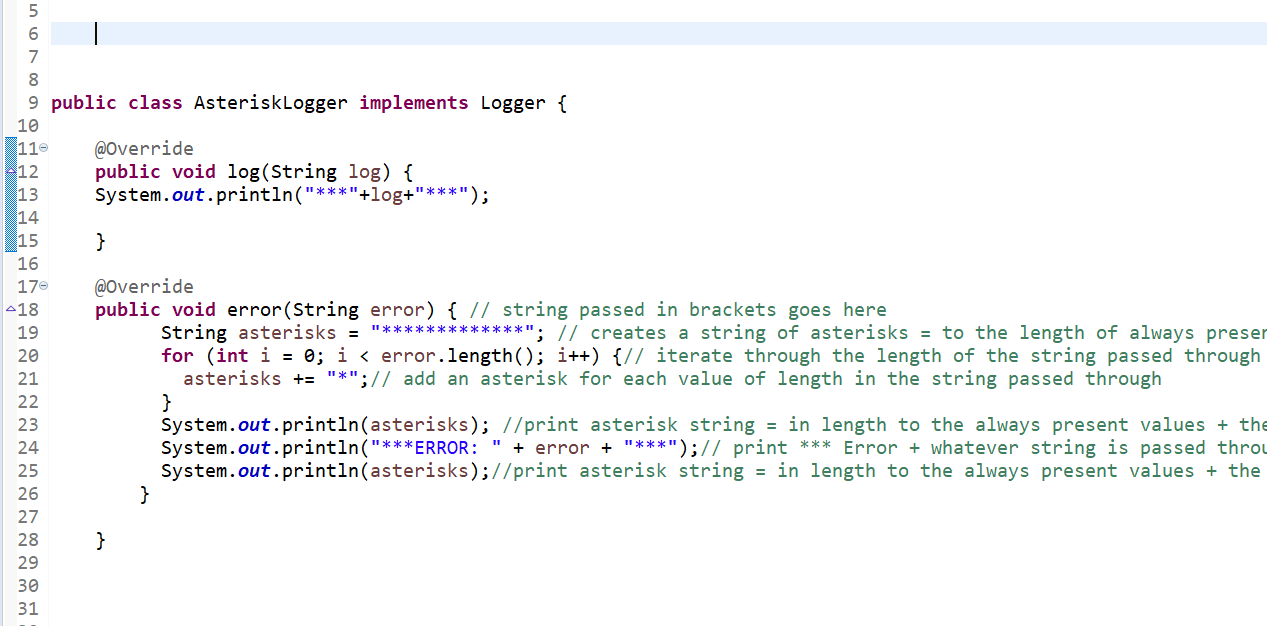 5
6
7
8
9 public class AsteriskLogger implements Logger {
10
11 @Override
12 public void log(String log) {
13 System.out.println("***"+log+"***");
14
15 }
16
17 @Override
18 public void error(String error) { // string passed in brackets goes here
19 String asterisks = "*************"; // creates a string of asterisks = to the length of always presen
20 for (int i = 0; i < error.length(); i++) {// iterate through the length of the string passed through
21 asterisks += "*";// add an asterisk for each value of length in the string passed through
22 }
23 System.out.println(asterisks); //print asterisk string = in length to the always present values + the
24 System.out.println("***ERROR: " + error + "***");// print *** Error + whatever string is passed throu
25 System.out.println(asterisks);//print asterisk string = in length to the always present values + the
26 }
27
28 }
29
30
31